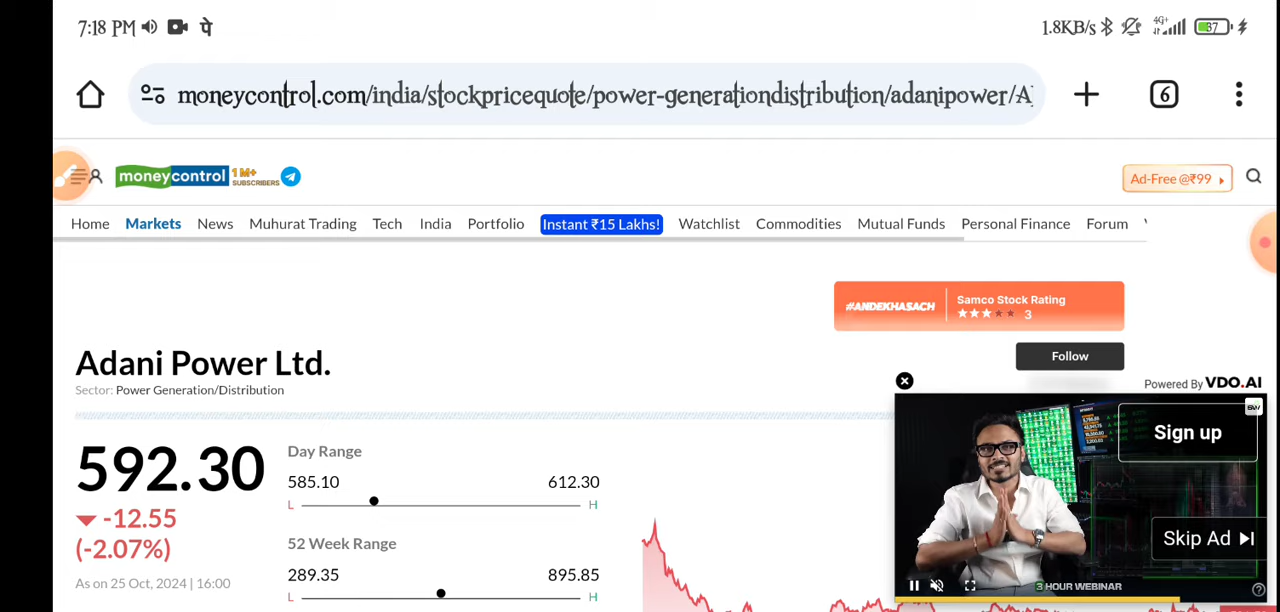 7:18 PM पे
1.8KB/s 4G+ 37
moneycontrol.com/india/stockpricequote/power-generationdistribution/adanipower/A
6
moneycontrol 1 M+ SUBSCRIBERS
Ad-Free @₹99
Home Markets News Muhurat Trading Tech India Portfolio Instant ₹15 Lakhs! Watchlist Commodities Mutual Funds Personal Finance Forum
#ANDEKHASACH
Samco Stock Rating
3
Adani Power Ltd.
Follow
Sector: Power Generation/Distribution
Powered By VDO.AI
SW
Sign up
592.30
Day Range
585.10 612.30
L H
-12.55
(-2.07%)
52 Week Range
289.35 895.85
L H
As on 25 Oct, 2024 | 16:00
Skip Ad
3 HOUR WEBINAR